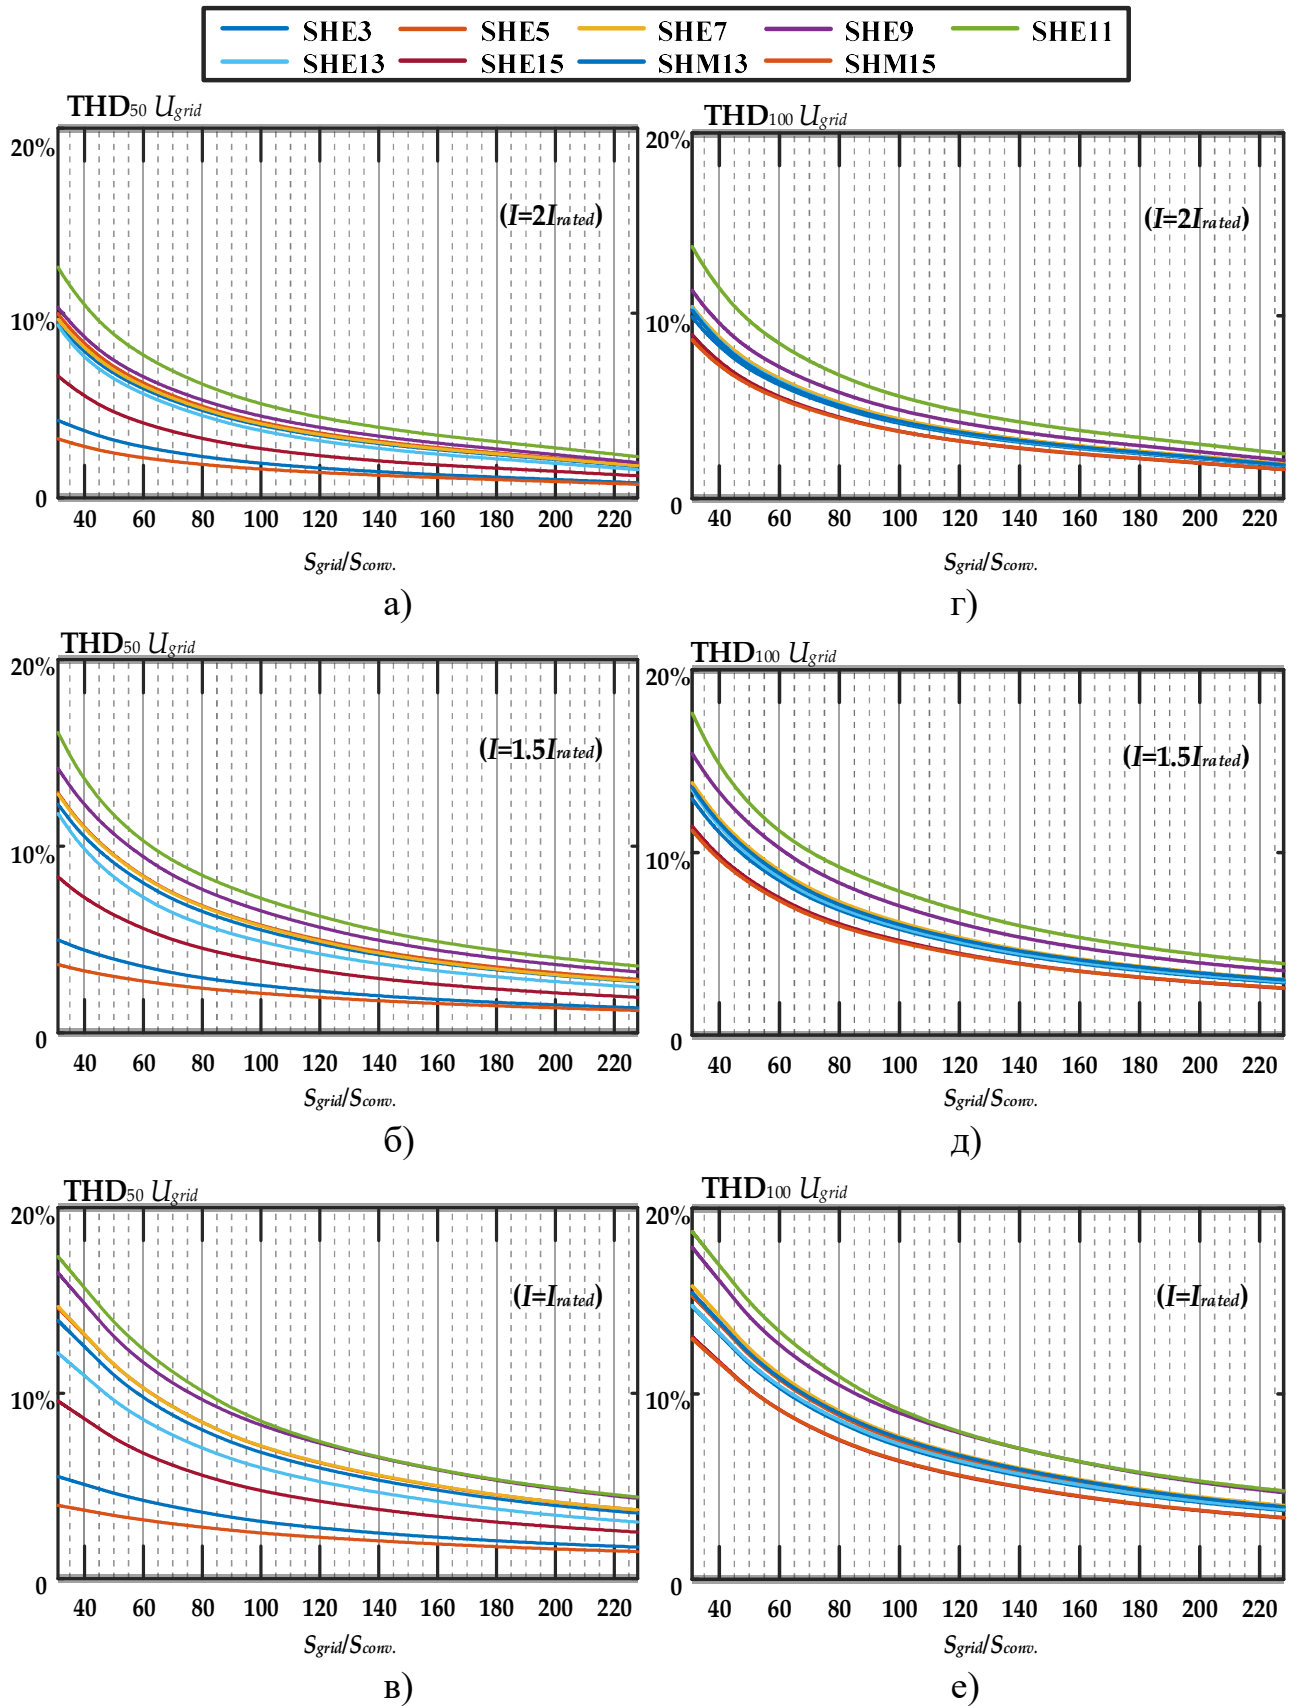 SHE3 SHE5 SHE7 SHE9 SHE11
SHE13 SHE15 SHM13 SHM15
THD50 Ugrid
20%
10%
0
(I=2Irated)
40 60 80 100 120 140 160 180 200 220
Sgrid/Sconv.
а)
THD100 Ugrid
20%
10%
0
(I=2Irated)
40 60 80 100 120 140 160 180 200 220
Sgrid/Sconv.
г)
THD50 Ugrid
20%
10%
0
(I=1.5Irated)
40 60 80 100 120 140 160 180 200 220
Sgrid/Sconv.
б)
THD100 Ugrid
20%
10%
0
(I=1.5Irated)
40 60 80 100 120 140 160 180 200 220
Sgrid/Sconv.
д)
THD50 Ugrid
20%
10%
0
(I=Irated)
40 60 80 100 120 140 160 180 200 220
Sgrid/Sconv.
в)
THD100 Ugrid
20%
10%
0
(I=Irated)
40 60 80 100 120 140 160 180 200 220
Sgrid/Sconv.
е)